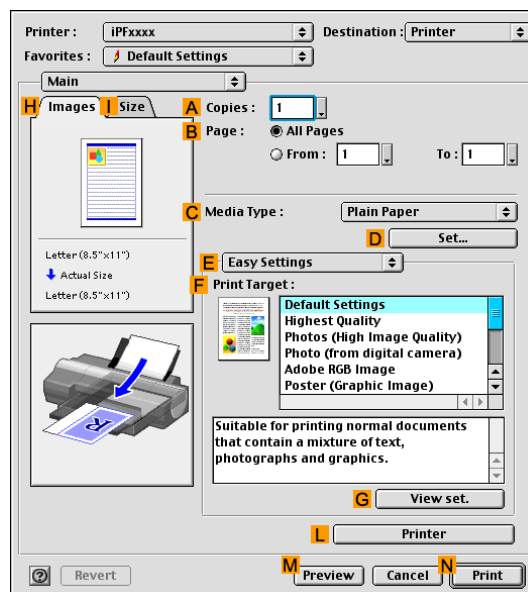 Printer : iPFxxxx Destination : Printer
Favorites : Default Settings
Main
H Images I Size
A Copies : 1
B Page : All Pages
From : 1 To : 1
C Media Type : Plain Paper
D Set...
Letter (8.5"x11")
Actual Size
Letter (8.5"x11")
E Easy Settings
F Print Target :
Default Settings
Highest Quality
Photos (High Image Quality)
Photo (from digital camera)
Adobe RGB Image
Poster (Graphic Image)
R
Suitable for printing normal documents
that contain a mixture of text,
photographs and graphics.
G View set.
L Printer
? Revert M Preview Cancel N Print